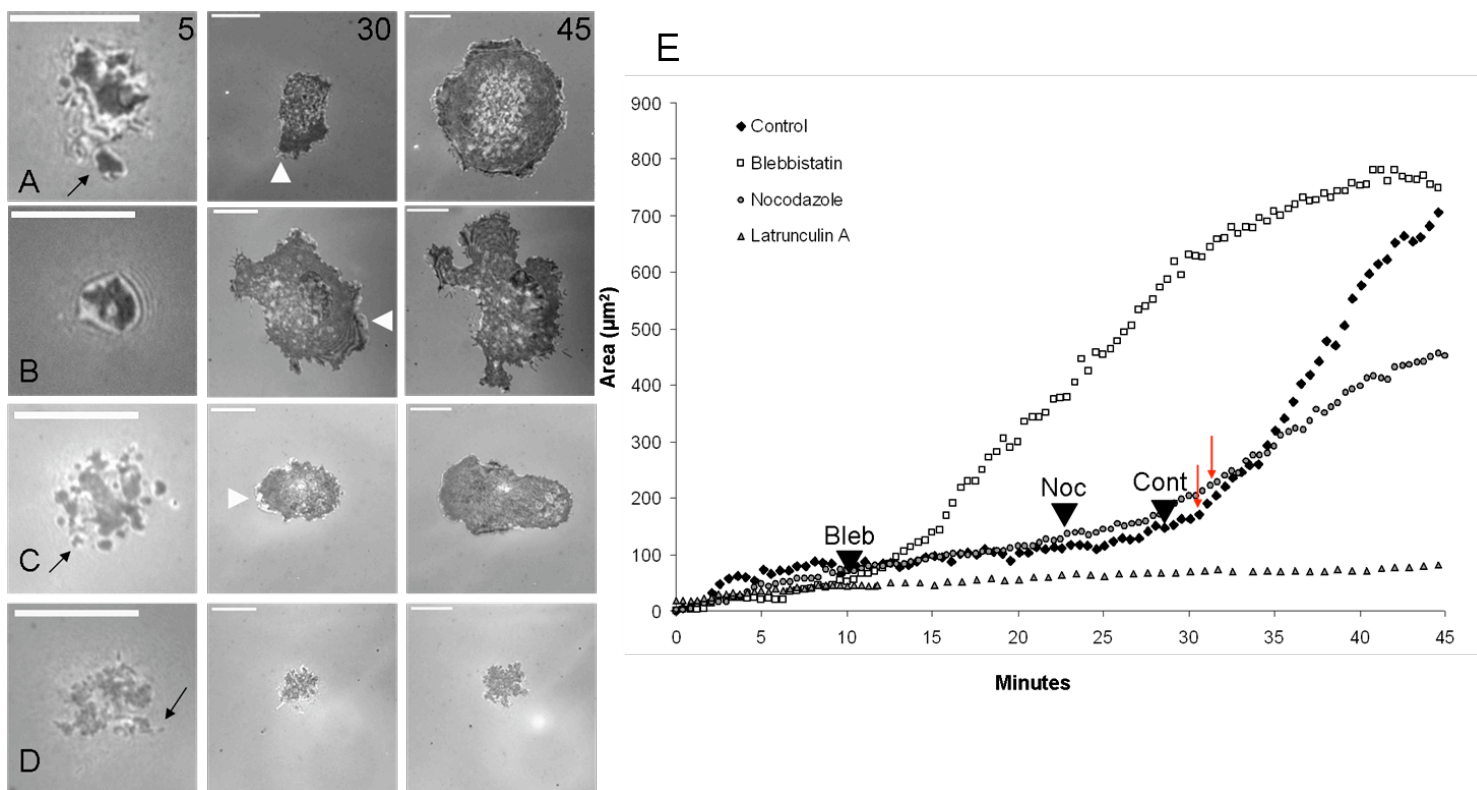 5
30
45
A
B
C
D
E
900
800
700
600
500
400
300
200
100
0
Area (µm²)
Control
Blebbistatin
Nocodazole
Latrunculin A
Bleb
Noc
Cont
0 5 10 15 20 25 30 35 40 45
Minutes